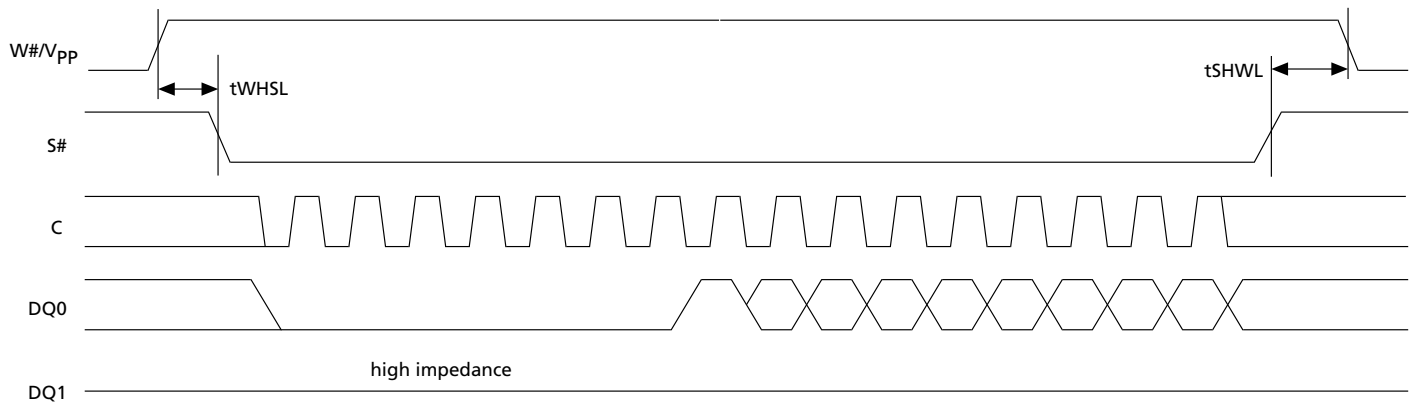 W#/VPP
tSHWL
tWHSL
S#
C
DQ0
high impedance
DQ1